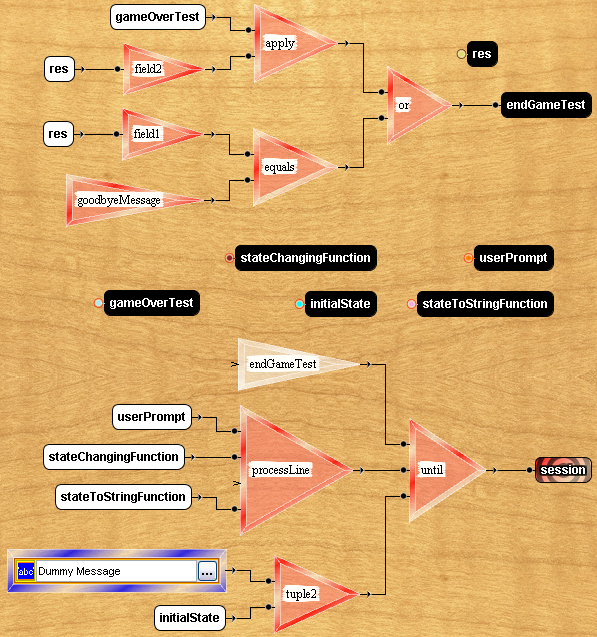 gameOverTest
apply
res
res
field2
endGameTest
or
res
field1
equals
goodbyeMessage
stateChangingFunction
userPrompt
gameOverTest
initialState
stateToStringFunction
endGameTest
userPrompt
stateChangingFunction
processLine
until
session
stateToStringFunction
abc Dummy Message ...
tuple2
initialState